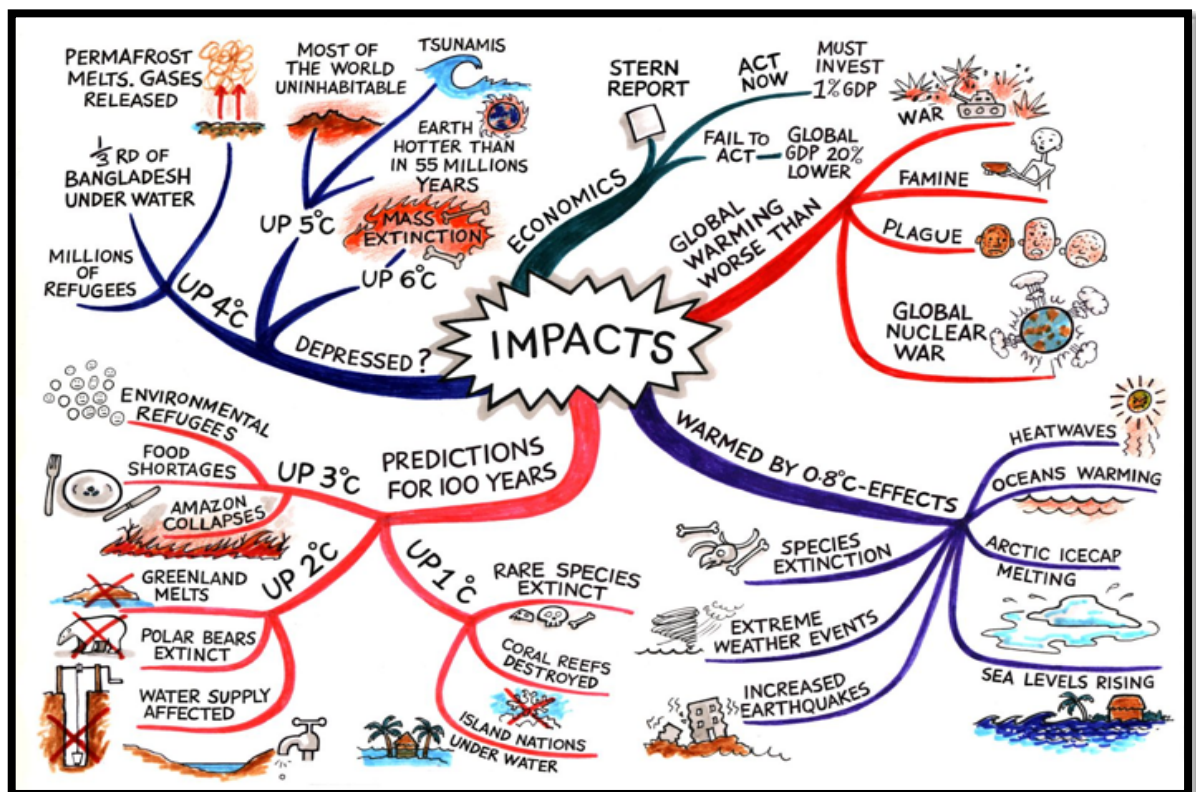 IMPACTS
ECONOMICS
STERN
REPORT
ACT
NOW
MUST
INVEST
1% GDP
FAIL TO
ACT
GLOBAL
GDP 20%
LOWER
GLOBAL
WARMING
WORSE THAN
WAR
FAMINE
PLAGUE
GLOBAL
NUCLEAR
WAR
WARMED BY 0.8°C-EFFECTS
HEATWAVES
OCEANS WARMING
ARCTIC ICECAP
MELTING
SEA LEVELS RISING
INCREASED
EARTHQUAKES
EXTREME
WEATHER EVENTS
SPECIES
EXTINCTION
PREDICTIONS
FOR 100 YEARS
UP 1°C
RARE SPECIES
EXTINCT
CORAL REEFS
DESTROYED
ISLAND NATIONS
UNDER WATER
UP 2°C
GREENLAND
MELTS
POLAR BEARS
EXTINCT
WATER SUPPLY
AFFECTED
UP 3°C
ENVIRONMENTAL
REFUGEES
FOOD
SHORTAGES
AMAZON
COLLAPSES
DEPRESSED?
UP 4°C
MILLIONS
OF
REFUGEES
1/3 RD OF
BANGLADESH
UNDER WATER
PERMAFROST
MELTS. GASES
RELEASED
UP 5°C
MOST OF
THE WORLD
UNINHABITABLE
TSUNAMIS
EARTH
HOTTER THAN
IN 55 MILLIONS
YEARS
UP 6°C
MASS
EXTINCTION